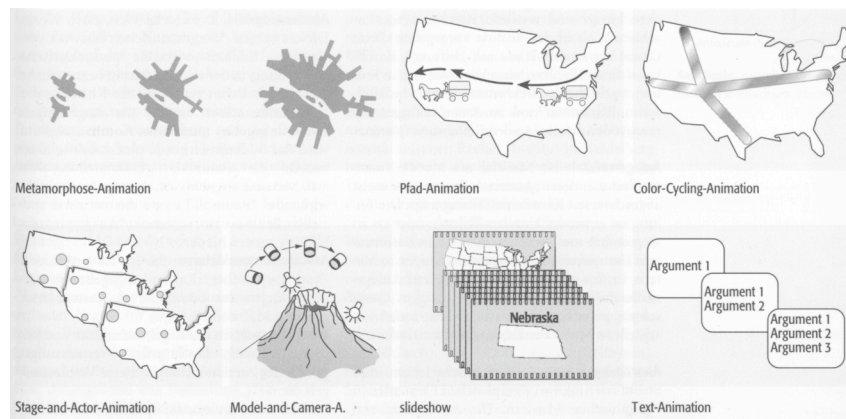 Metamorphose-Animation
Pfad-Animation
Color-Cycling-Animation
Argument 1
Argument 1
Argument 2
Argument 1
Argument 2
Argument 3
Nebraska
Stage-and-Actor-Animation
Model-and-Camera-A.
slideshow
Text-Animation